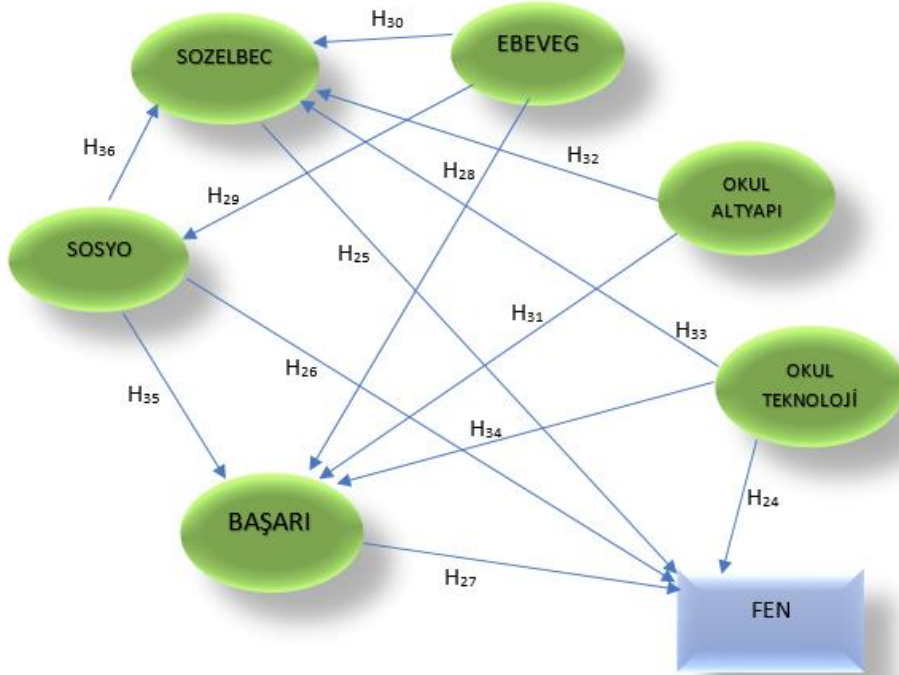 H30
SOZELBEC
EBEVEG
H36
H32
H29
H28
OKUL
ALTYAPI
SOSYO
H25
H31
H33
H26
H35
OKUL
TEKNOLOJİ
H34
H24
BAŞARI
H27
FEN